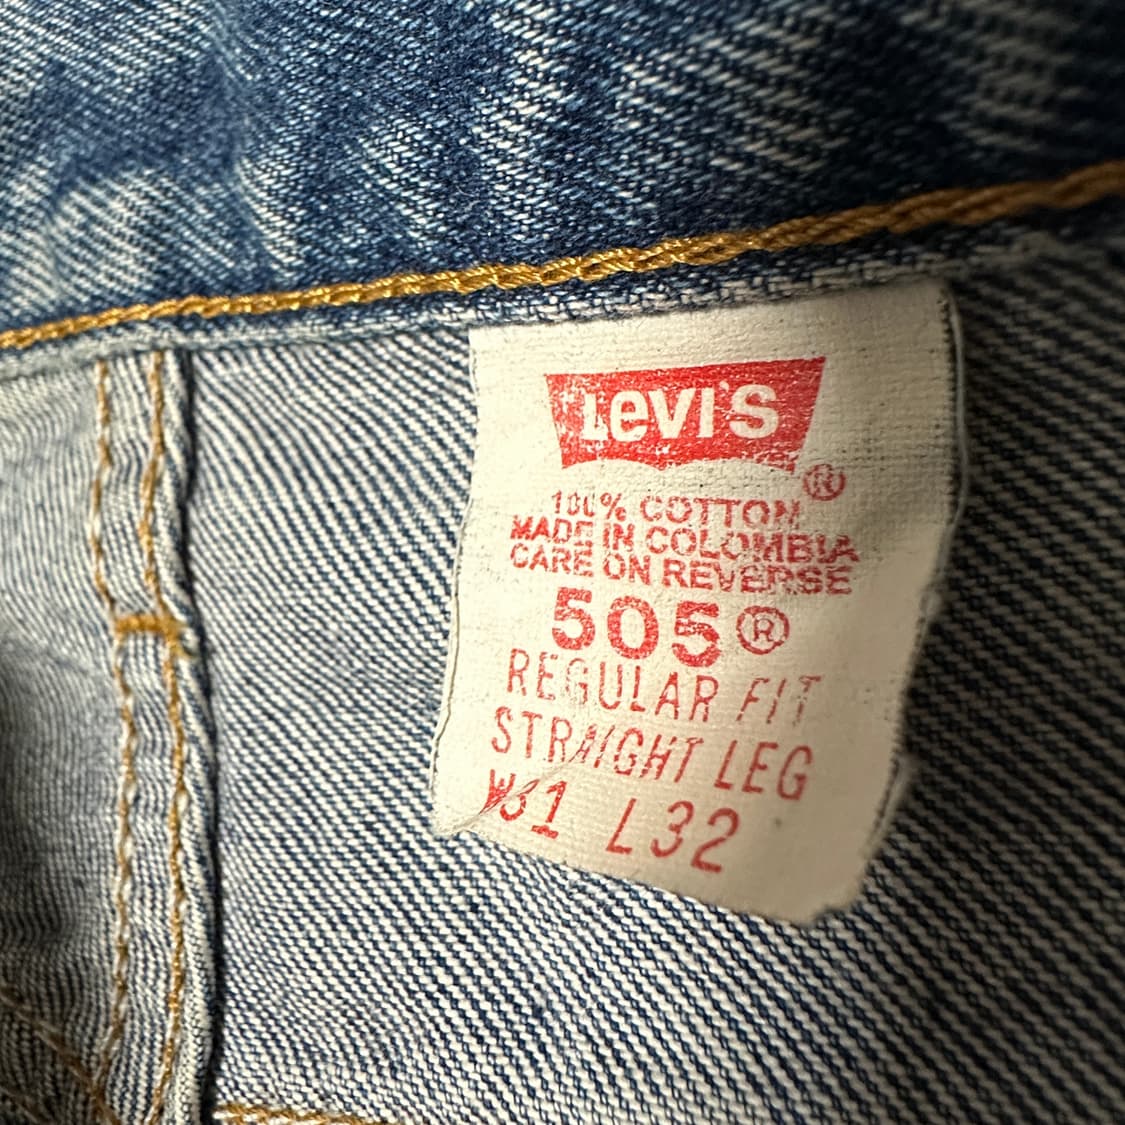 LEVI'S
®
100% COTTON
MADE IN COLOMBIA
CARE ON REVERSE
505®
REGULAR FIT
STRAIGHT LEG
W31 L32